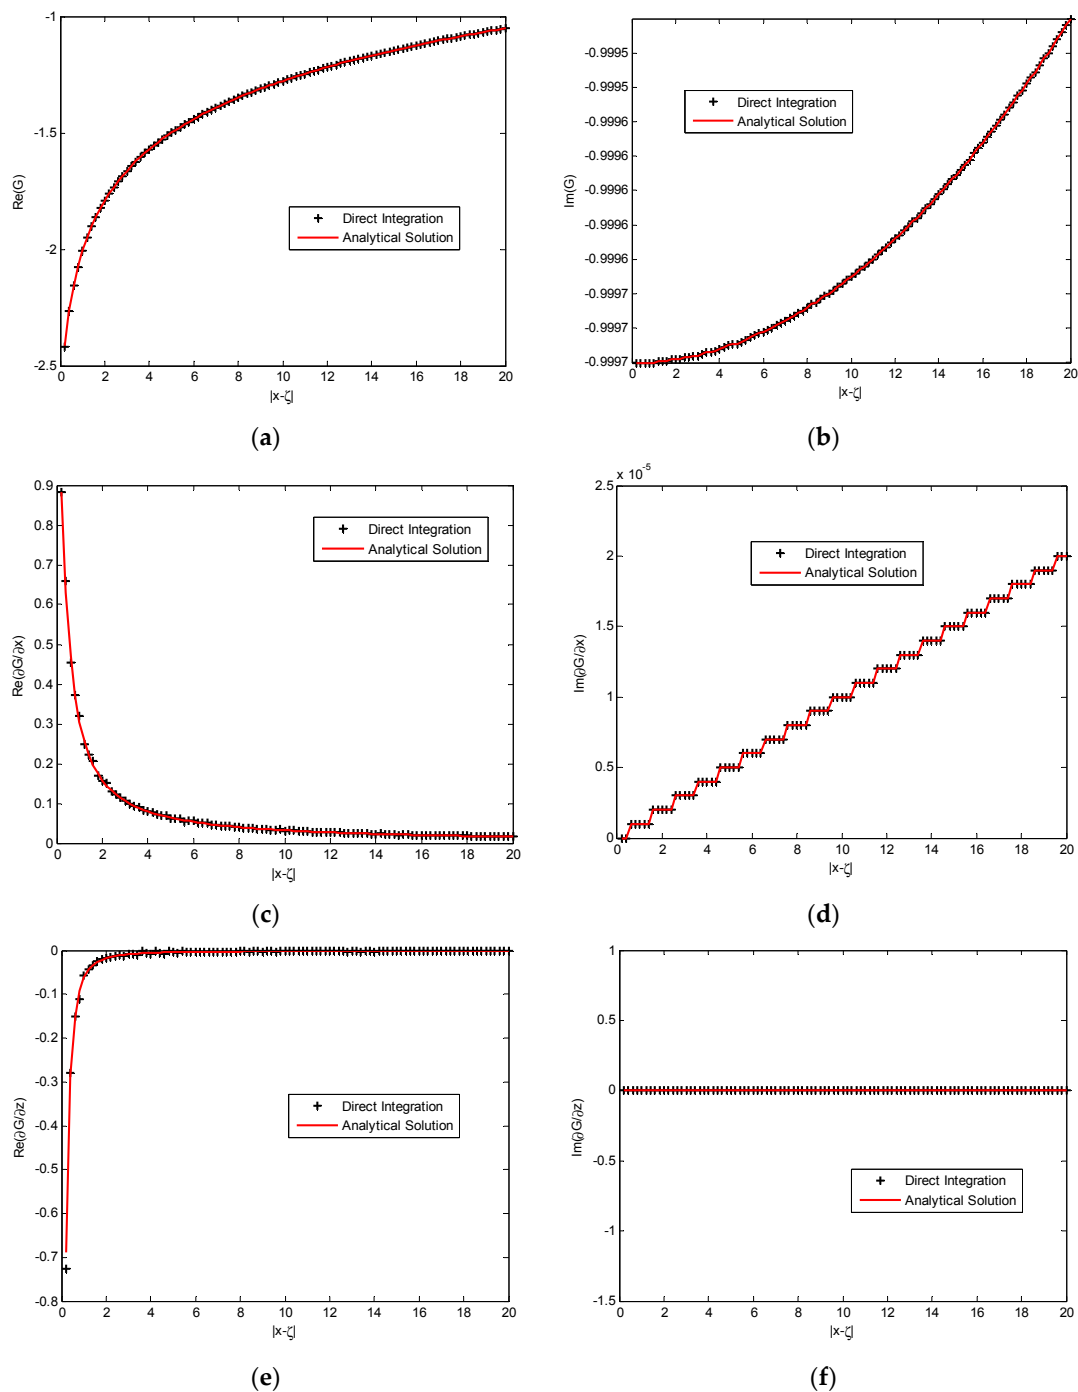 -1
-1.5
-2
-2.5
Re(G)
Direct Integration
Analytical Solution
0 2 4 6 8 10 12 14 16 18 20
|x-ζ|
(a)
-0.9995
-0.9995
-0.9996
-0.9996
-0.9996
-0.9996
-0.9996
-0.9997
-0.9997
-0.9997
Im(G)
Direct Integration
Analytical Solution
0 2 4 6 8 10 12 14 16 18 20
|x-ζ|
(b)
0.9
0.8
0.7
0.6
0.5
0.4
0.3
0.2
0.1
0
Re(∂G/∂x)
Direct Integration
Analytical Solution
0 2 4 6 8 10 12 14 16 18 20
|x-ζ|
(c)
x 10⁻⁵
2.5
2
1.5
1
0.5
0
Im(∂G/∂x)
Direct Integration
Analytical Solution
0 2 4 6 8 10 12 14 16 18 20
|x-ζ|
(d)
0
-0.1
-0.2
-0.3
-0.4
-0.5
-0.6
-0.7
-0.8
Re(∂G/∂z)
Direct Integration
Analytical Solution
0 2 4 6 8 10 12 14 16 18 20
|x-ζ|
(e)
1
0.5
0
-0.5
-1
-1.5
Im(∂G/∂z)
Direct Integration
Analytical Solution
0 2 4 6 8 10 12 14 16 18 20
|x-ζ|
(f)